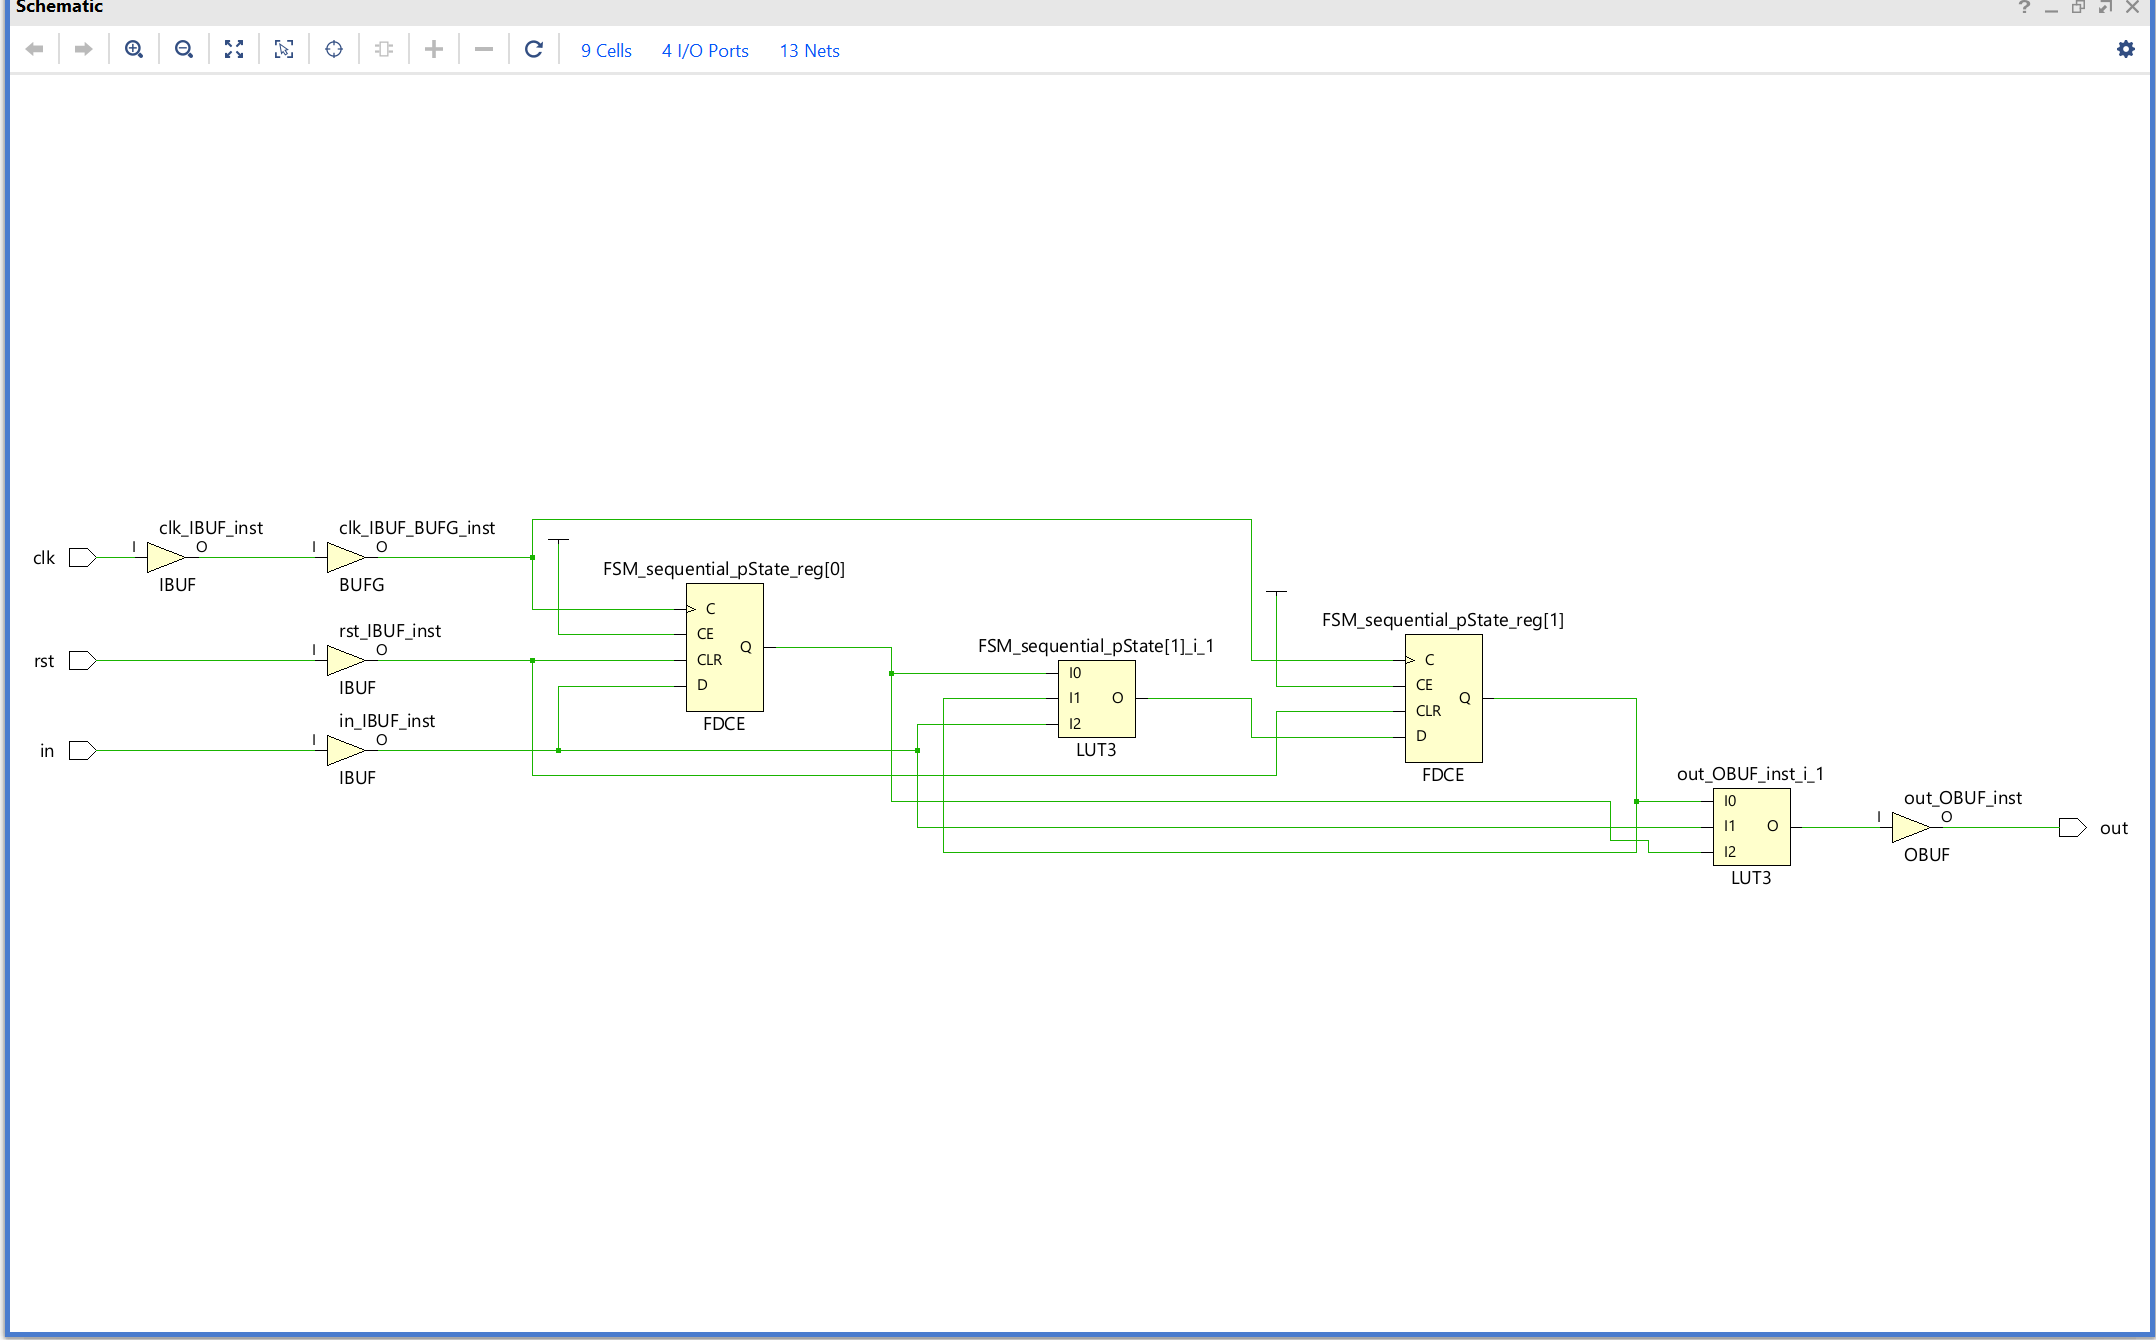 Schematic
9 Cells 4 I/O Ports 13 Nets
clk_IBUF_inst
clk_IBUF_BUFG_inst
clk
I
O
I
O
IBUF
BUFG
FSM_sequential_pState_reg[0]
C
CE
CLR
D
Q
FDCE
rst_IBUF_inst
rst
I
O
IBUF
in_IBUF_inst
in
I
O
IBUF
FSM_sequential_pState[1]_i_1
I0
I1
I2
O
LUT3
FSM_sequential_pState_reg[1]
C
CE
CLR
D
Q
FDCE
out_OBUF_inst_i_1
I0
I1
I2
O
LUT3
out_OBUF_inst
I
O
OBUF
out